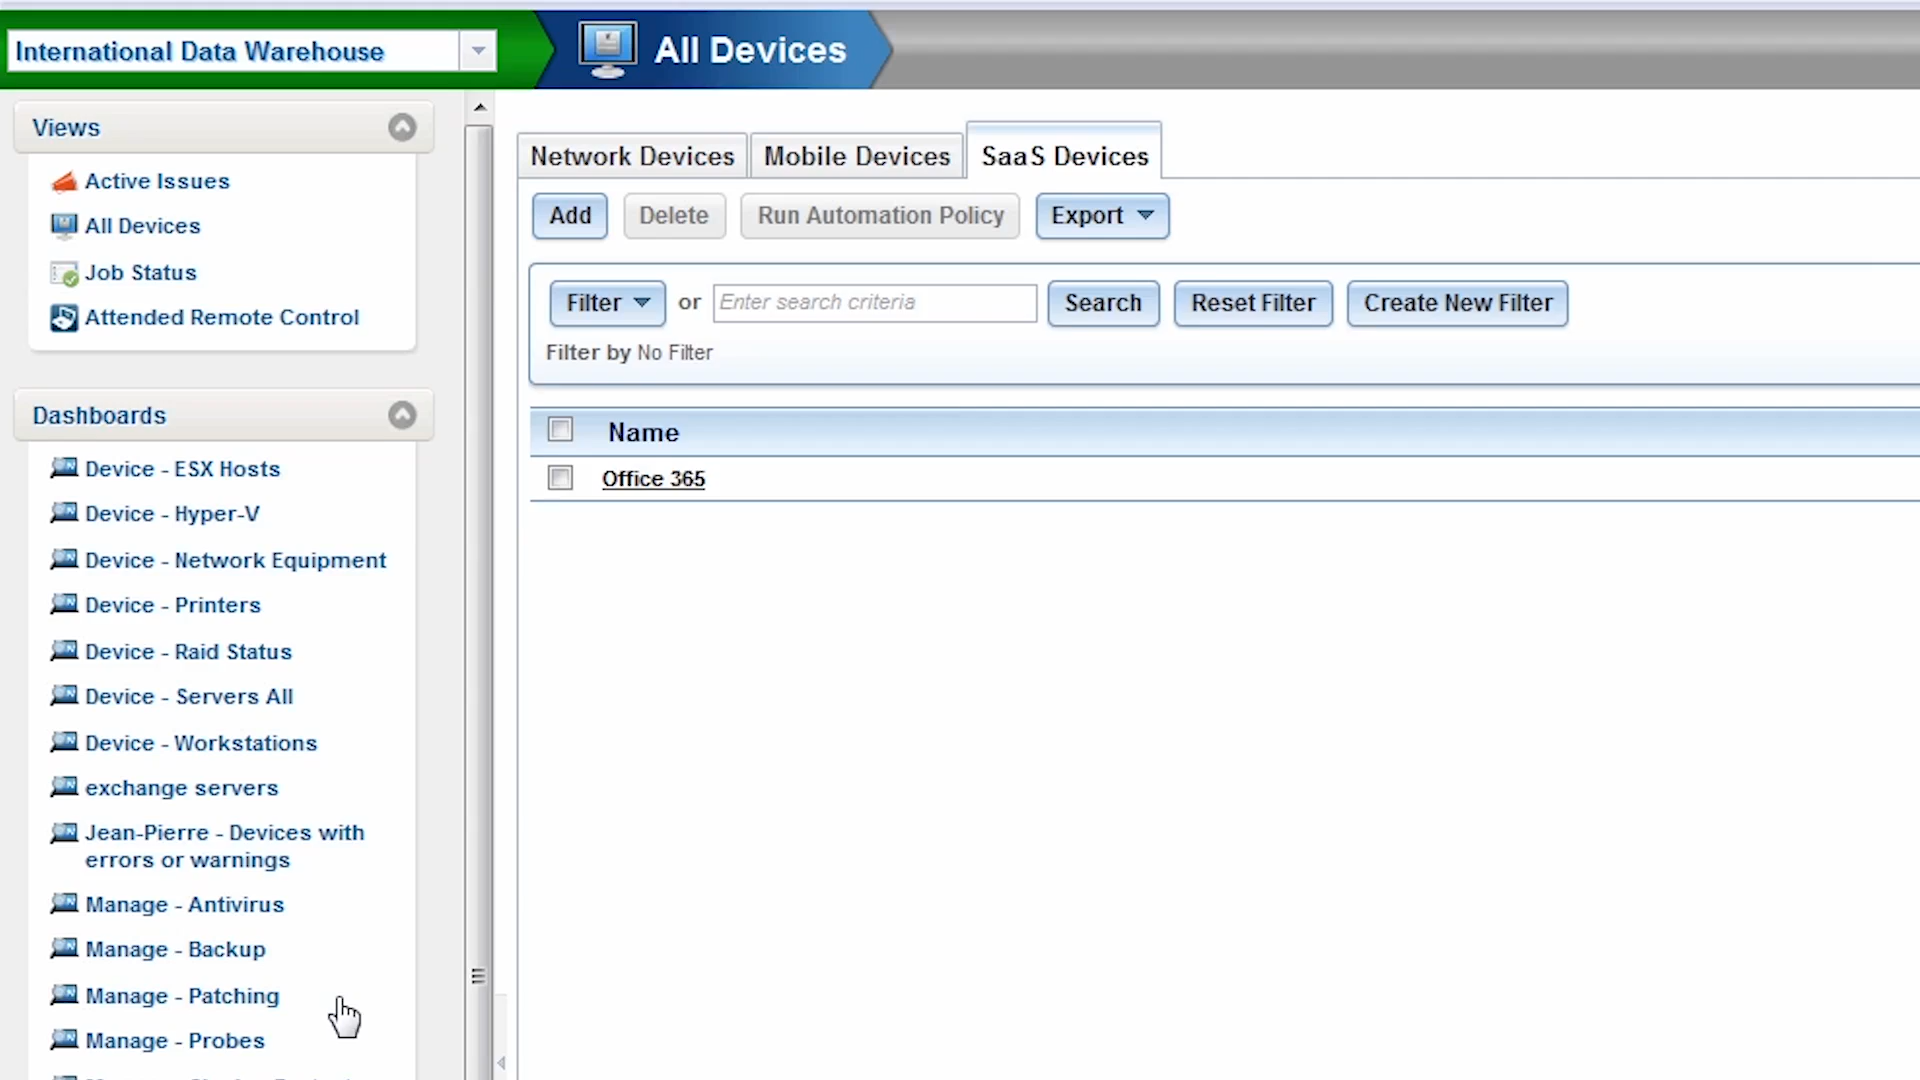 International Data Warehouse
All Devices
Views
Active Issues
All Devices
Job Status
Attended Remote Control
Dashboards
Device - ESX Hosts
Device - Hyper-V
Device - Network Equipment
Device - Printers
Device - Raid Status
Device - Servers All
Device - Workstations
exchange servers
Jean-Pierre - Devices with
errors or warnings
Manage - Antivirus
Manage - Backup
Manage - Patching
Manage - Probes
Network Devices Mobile Devices SaaS Devices
Add Delete Run Automation Policy Export
Filter or Enter search criteria Search Reset Filter Create New Filter
Filter by No Filter
Name
Office 365